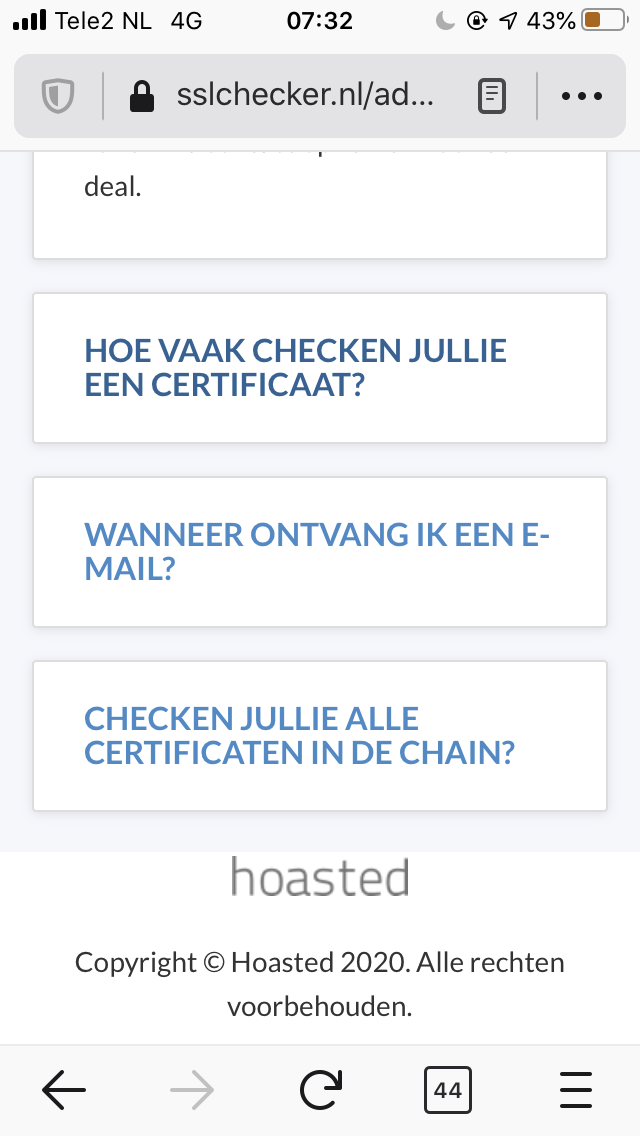 Tele2 NL 4G 07:32 43%
sslchecker.nl/ad...
deal.
HOE VAAK CHECKEN JULLIE
EEN CERTIFICAAT?
WANNEER ONTVANG IK EEN E-
MAIL?
CHECKEN JULLIE ALLE
CERTIFICATEN IN DE CHAIN?
hoasted
Copyright © Hoasted 2020. Alle rechten
voorbehouden.
44